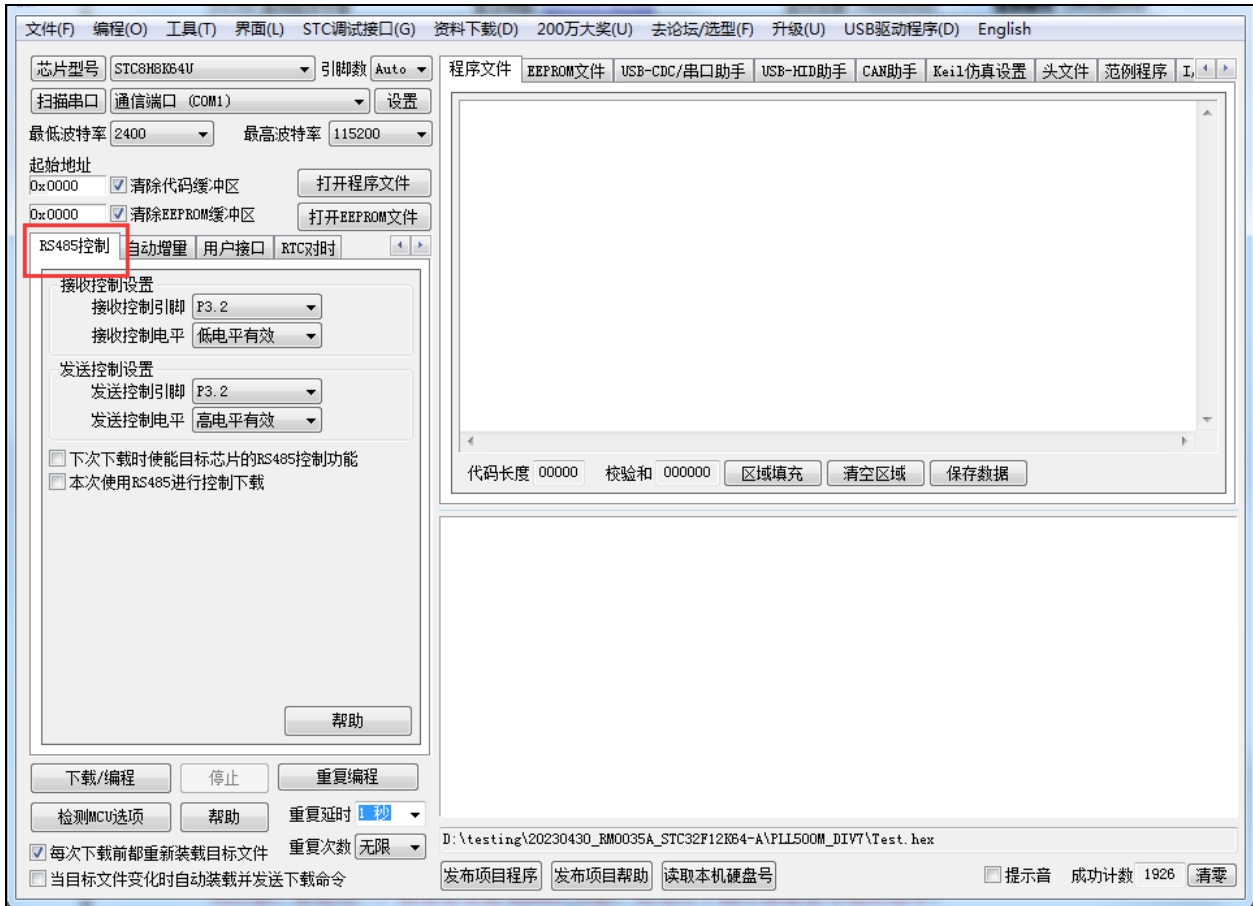 文件(F) 编程(O) 工具(T) 界面(L) STC调试接口(G) 资料下载(D) 200万大奖(U) 去论坛/选型(F) 升级(U) USB驱动程序(D) English
芯片型号 STC8H8K64U 引脚数 Auto
扫描串口 通信端口 (COM1) 设置
最低波特率 2400 最高波特率 115200
起始地址
0x0000 清除代码缓冲区 打开程序文件
0x0000 清除EEPROM缓冲区 打开EEPROM文件
RS485控制 自动增量 用户接口 RTC对时
接收控制设置
接收控制引脚 P3.2
接收控制电平 低电平有效
发送控制设置
发送控制引脚 P3.2
发送控制电平 高电平有效
下次下载时使能目标芯片的RS485控制功能
本次使用RS485进行控制下载
帮助
下载/编程 停止 重复编程
检测MCU选项 帮助 重复延时 1 秒
每次下载前都重新装载目标文件 重复次数 无限
当目标文件变化时自动装载并发送下载命令
程序文件 EEPROM文件 USB-CDC/串口助手 USB-HID助手 CAN助手 Keil仿真设置 头文件 范例程序
代码长度 00000 校验和 000000 区域填充 清空区域 保存数据
D:\testing\20230430_RM0035A_STC32F12K64-A\PLL500M_DIV7\Test.hex
发布项目程序 发布项目帮助 读取本机硬盘号 提示音 成功计数 1926 清零